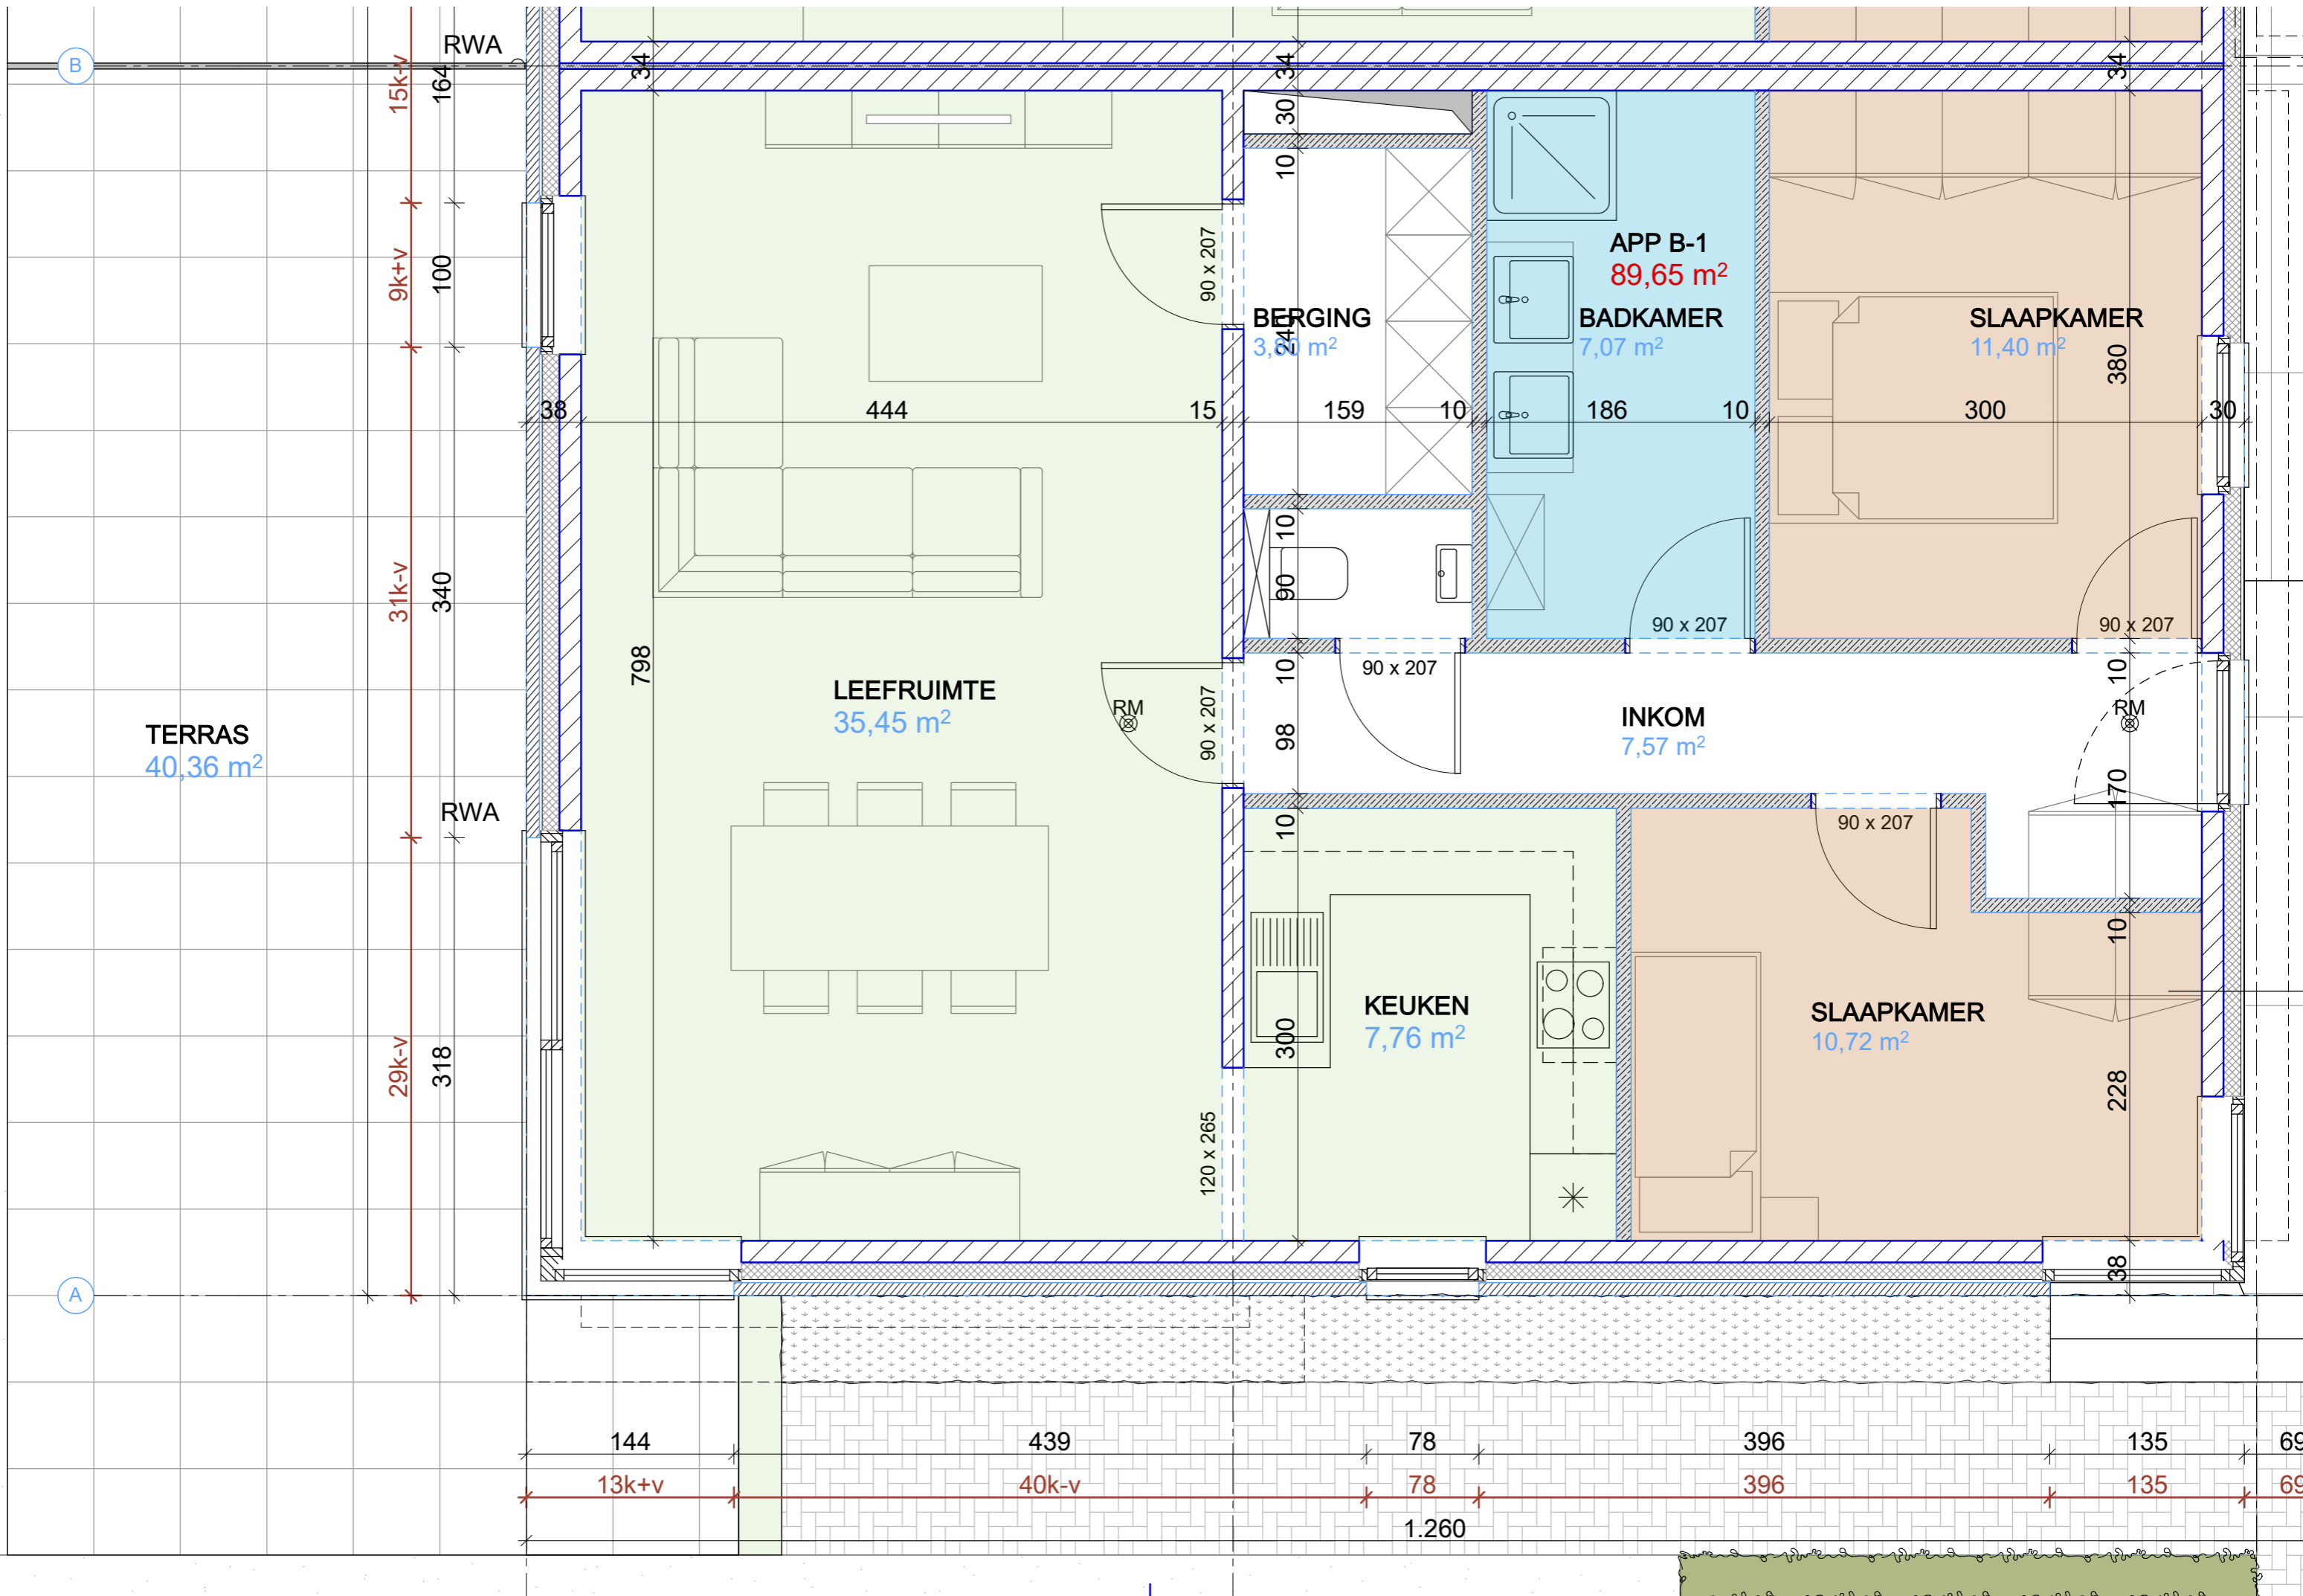 RWA
B
15k-v
164
34
34
34
30
10
APP B-1
89,65 m²
9k+v
100
90 x 207
BERGING
3,80 m²
240
BADKAMER
7,07 m²
SLAAPKAMER
11,40 m²
380
38
444
15
159
10
186
10
300
30
31k-v
340
10
90
90 x 207
90 x 207
798
10
90 x 207
10
LEEFRUIMTE
35,45 m²
RM
90 x 207
98
INKOM
7,57 m²
RM
TERRAS
40,36 m²
170
RWA
10
90 x 207
10
KEUKEN
7,76 m²
SLAAPKAMER
10,72 m²
29k-v
318
300
228
120 x 265
38
A
144
439
78
396
135
69
13k+v
40k-v
78
396
135
69
1.260